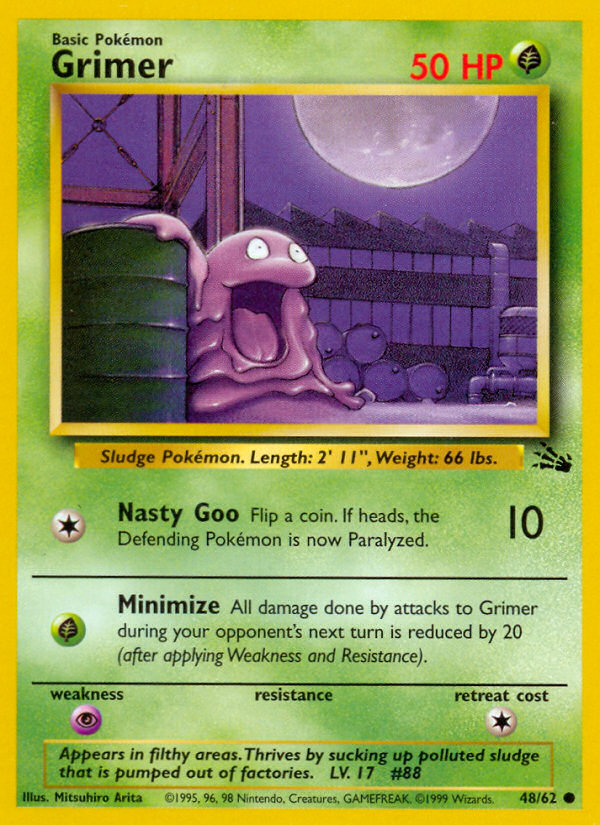 Basic Pokémon
Grimer
50 HP
Sludge Pokémon. Length: 2' 11", Weight: 66 lbs.
Nasty Goo Flip a coin. If heads, the
Defending Pokémon is now Paralyzed.
10
Minimize All damage done by attacks to Grimer
during your opponent's next turn is reduced by 20
(after applying Weakness and Resistance).
weakness resistance retreat cost
Appears in filthy areas. Thrives by sucking up polluted sludge
that is pumped out of factories. LV. 17 #88
Illus. Mitsuhiro Arita ©1995, 96, 98 Nintendo, Creatures, GAMEFREAK. ©1999 Wizards. 48/62